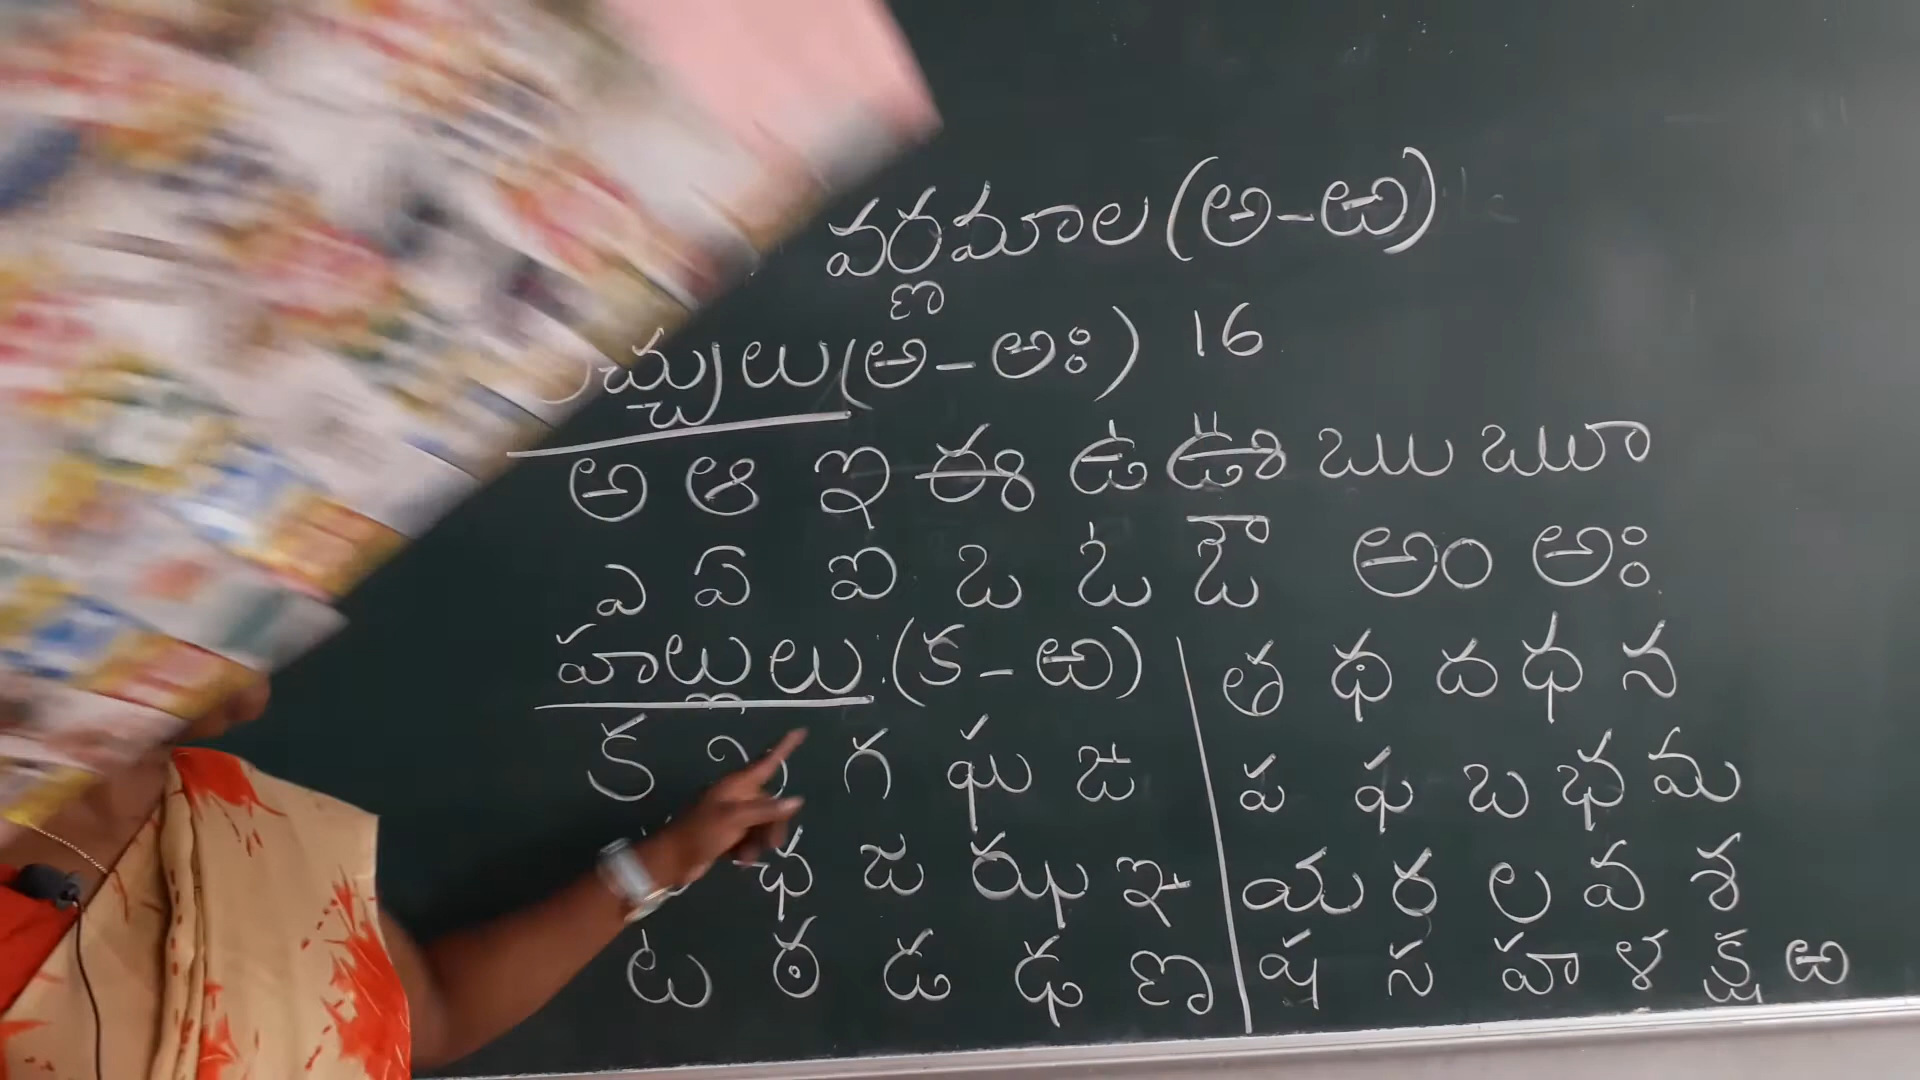 వర్ణమాల (అ-ఱ)
(అ-అః) 16
అ ఆ ఇ ఈ ఉ ఊ ఋ ౠ
ఎ ఏ ఐ ఒ ఓ ఔ అం అః
హల్లులు:(క-ఱ)
క గ ఘ ఙ
ఛ జ ఝ ఞ
ట ఠ డ ఢ ణ
త థ ద ధ న
ప ఫ బ భ మ
య ర ల వ శ
ష స హ ళ క్ష ఱ